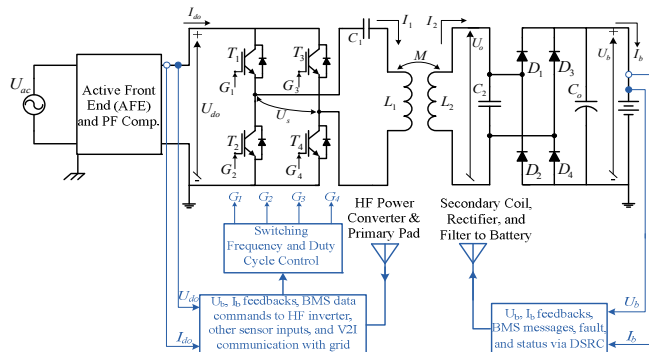 I_do
U_ac
Active Front
End (AFE)
and PF Comp.
+
U_do
-
T_1
T_3
G_1
G_3
U_s
T_2
T_4
G_2
G_4
C_1
I_1
M
L_1
L_2
I_2
U_o
C_2
D_1
D_3
D_2
D_4
C_o
+
U_b
-
I_b
G_1
G_2
G_3
G_4
Switching
Frequency and Duty
Cycle Control
HF Power
Converter &
Primary Pad
Secondary Coil,
Rectifier, and
Filter to Battery
U_do
I_do
U_b, I_b feedbacks, BMS data
commands to HF inverter,
other sensor inputs, and V2I
communication with grid
U_b, I_b feedbacks,
BMS messages, fault,
and status via DSRC
U_b
I_b